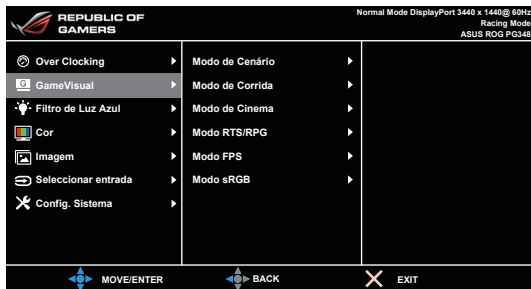 REPUBLIC OF
GAMERS
Normal Mode DisplayPort 3440 x 1440@ 60Hz
Racing Mode
ASUS ROG PG348
Over Clocking
G GameVisual
Filtro de Luz Azul
Cor
Imagem
Seleccionar entrada
Config. Sistema
Modo de Cenário
Modo de Corrida
Modo de Cinema
Modo RTS/RPG
Modo FPS
Modo sRGB
MOVE/ENTER
BACK
EXIT